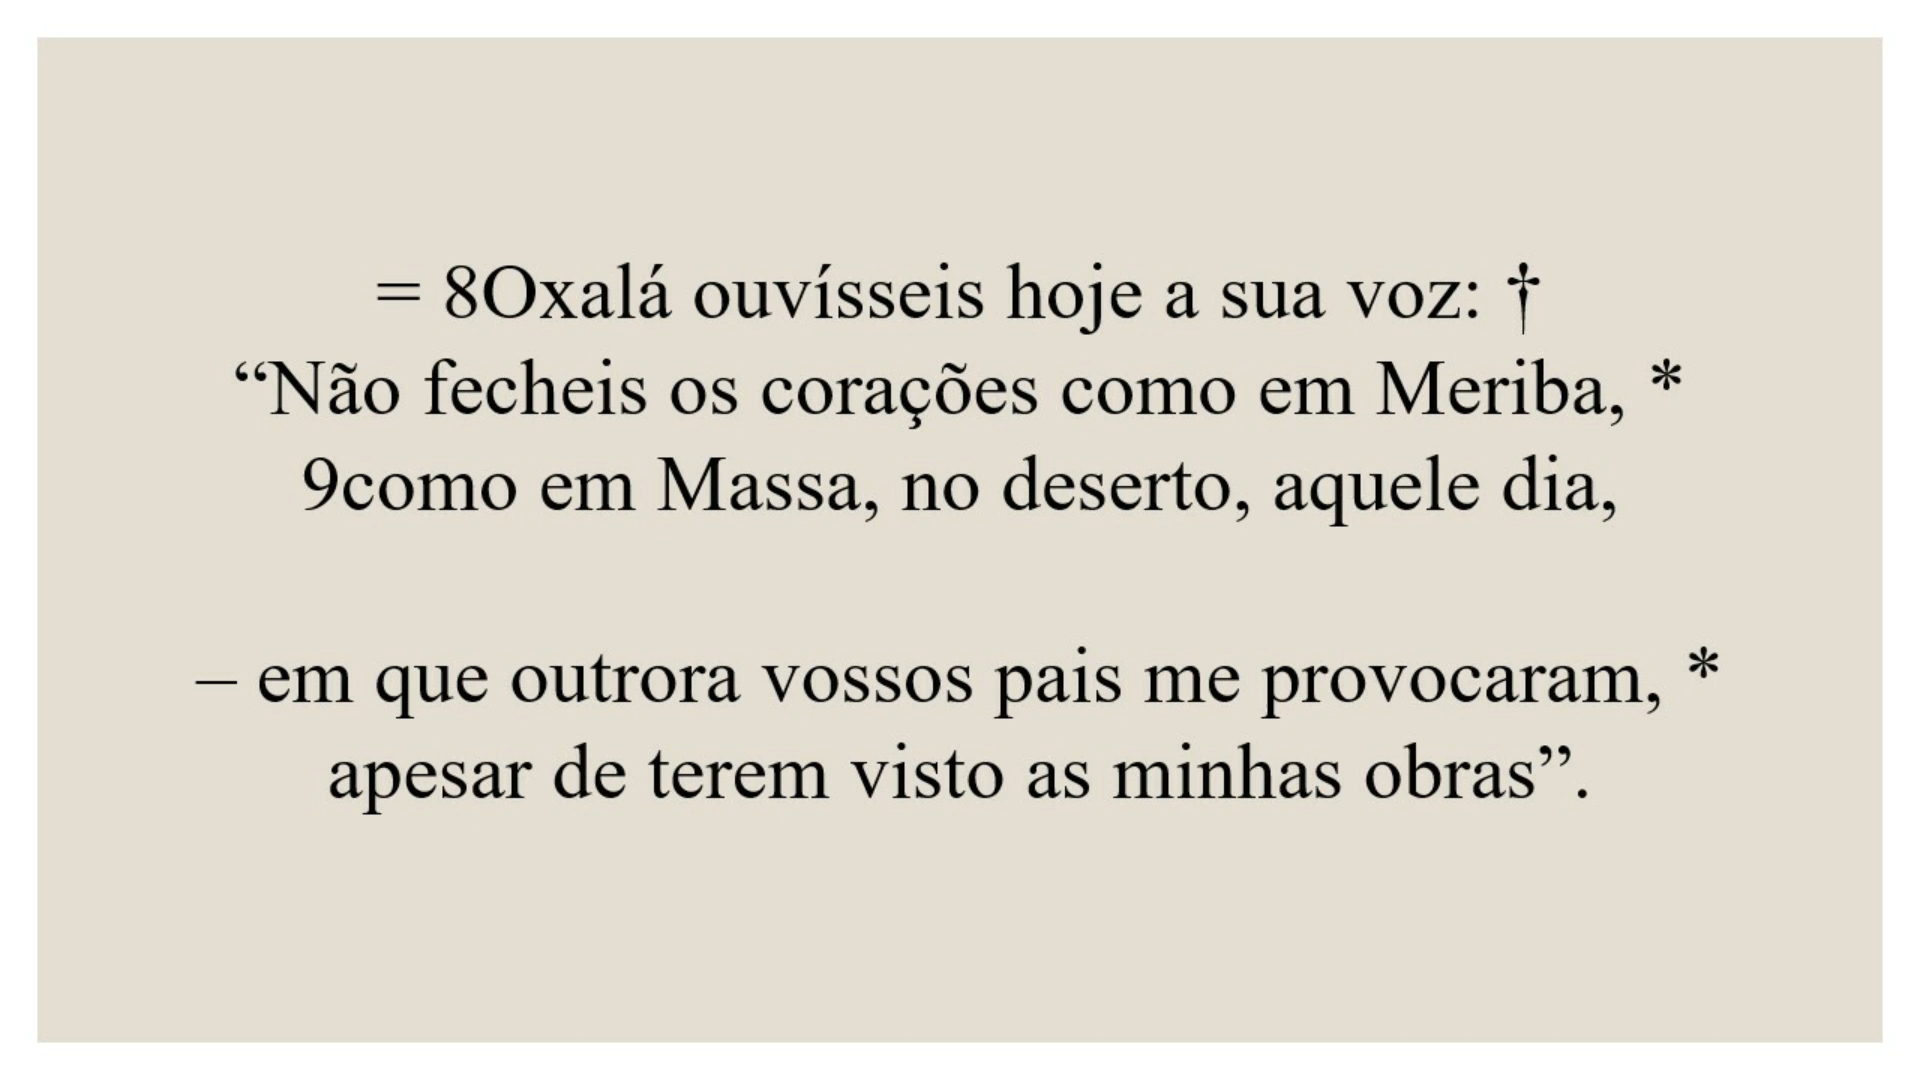 = 8Oxalá ouvísseis hoje a sua voz: †
“Não fecheis os corações como em Meriba, *
9como em Massa, no deserto, aquele dia,
– em que outrora vossos pais me provocaram, *
apesar de terem visto as minhas obras”.